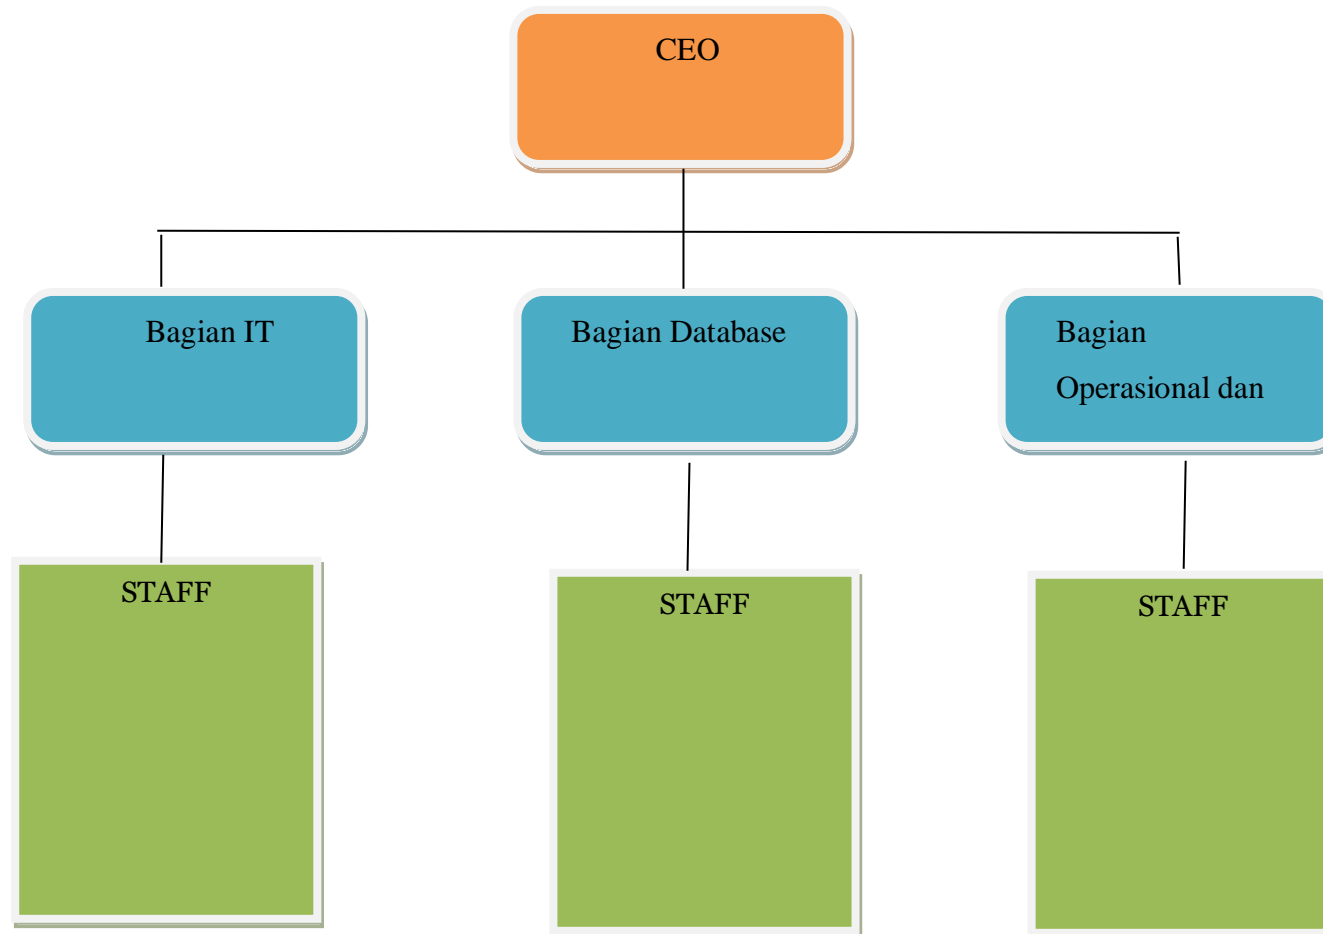 CEO
Bagian IT
Bagian Database
Bagian
Operasional dan
STAFF
STAFF
STAFF